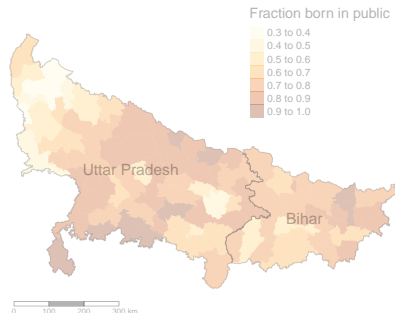 Fraction born in public
0.3 to 0.4
0.4 to 0.5
0.5 to 0.6
0.6 to 0.7
0.7 to 0.8
0.8 to 0.9
0.9 to 1.0
Uttar Pradesh
Bihar
0 100 200 300 km